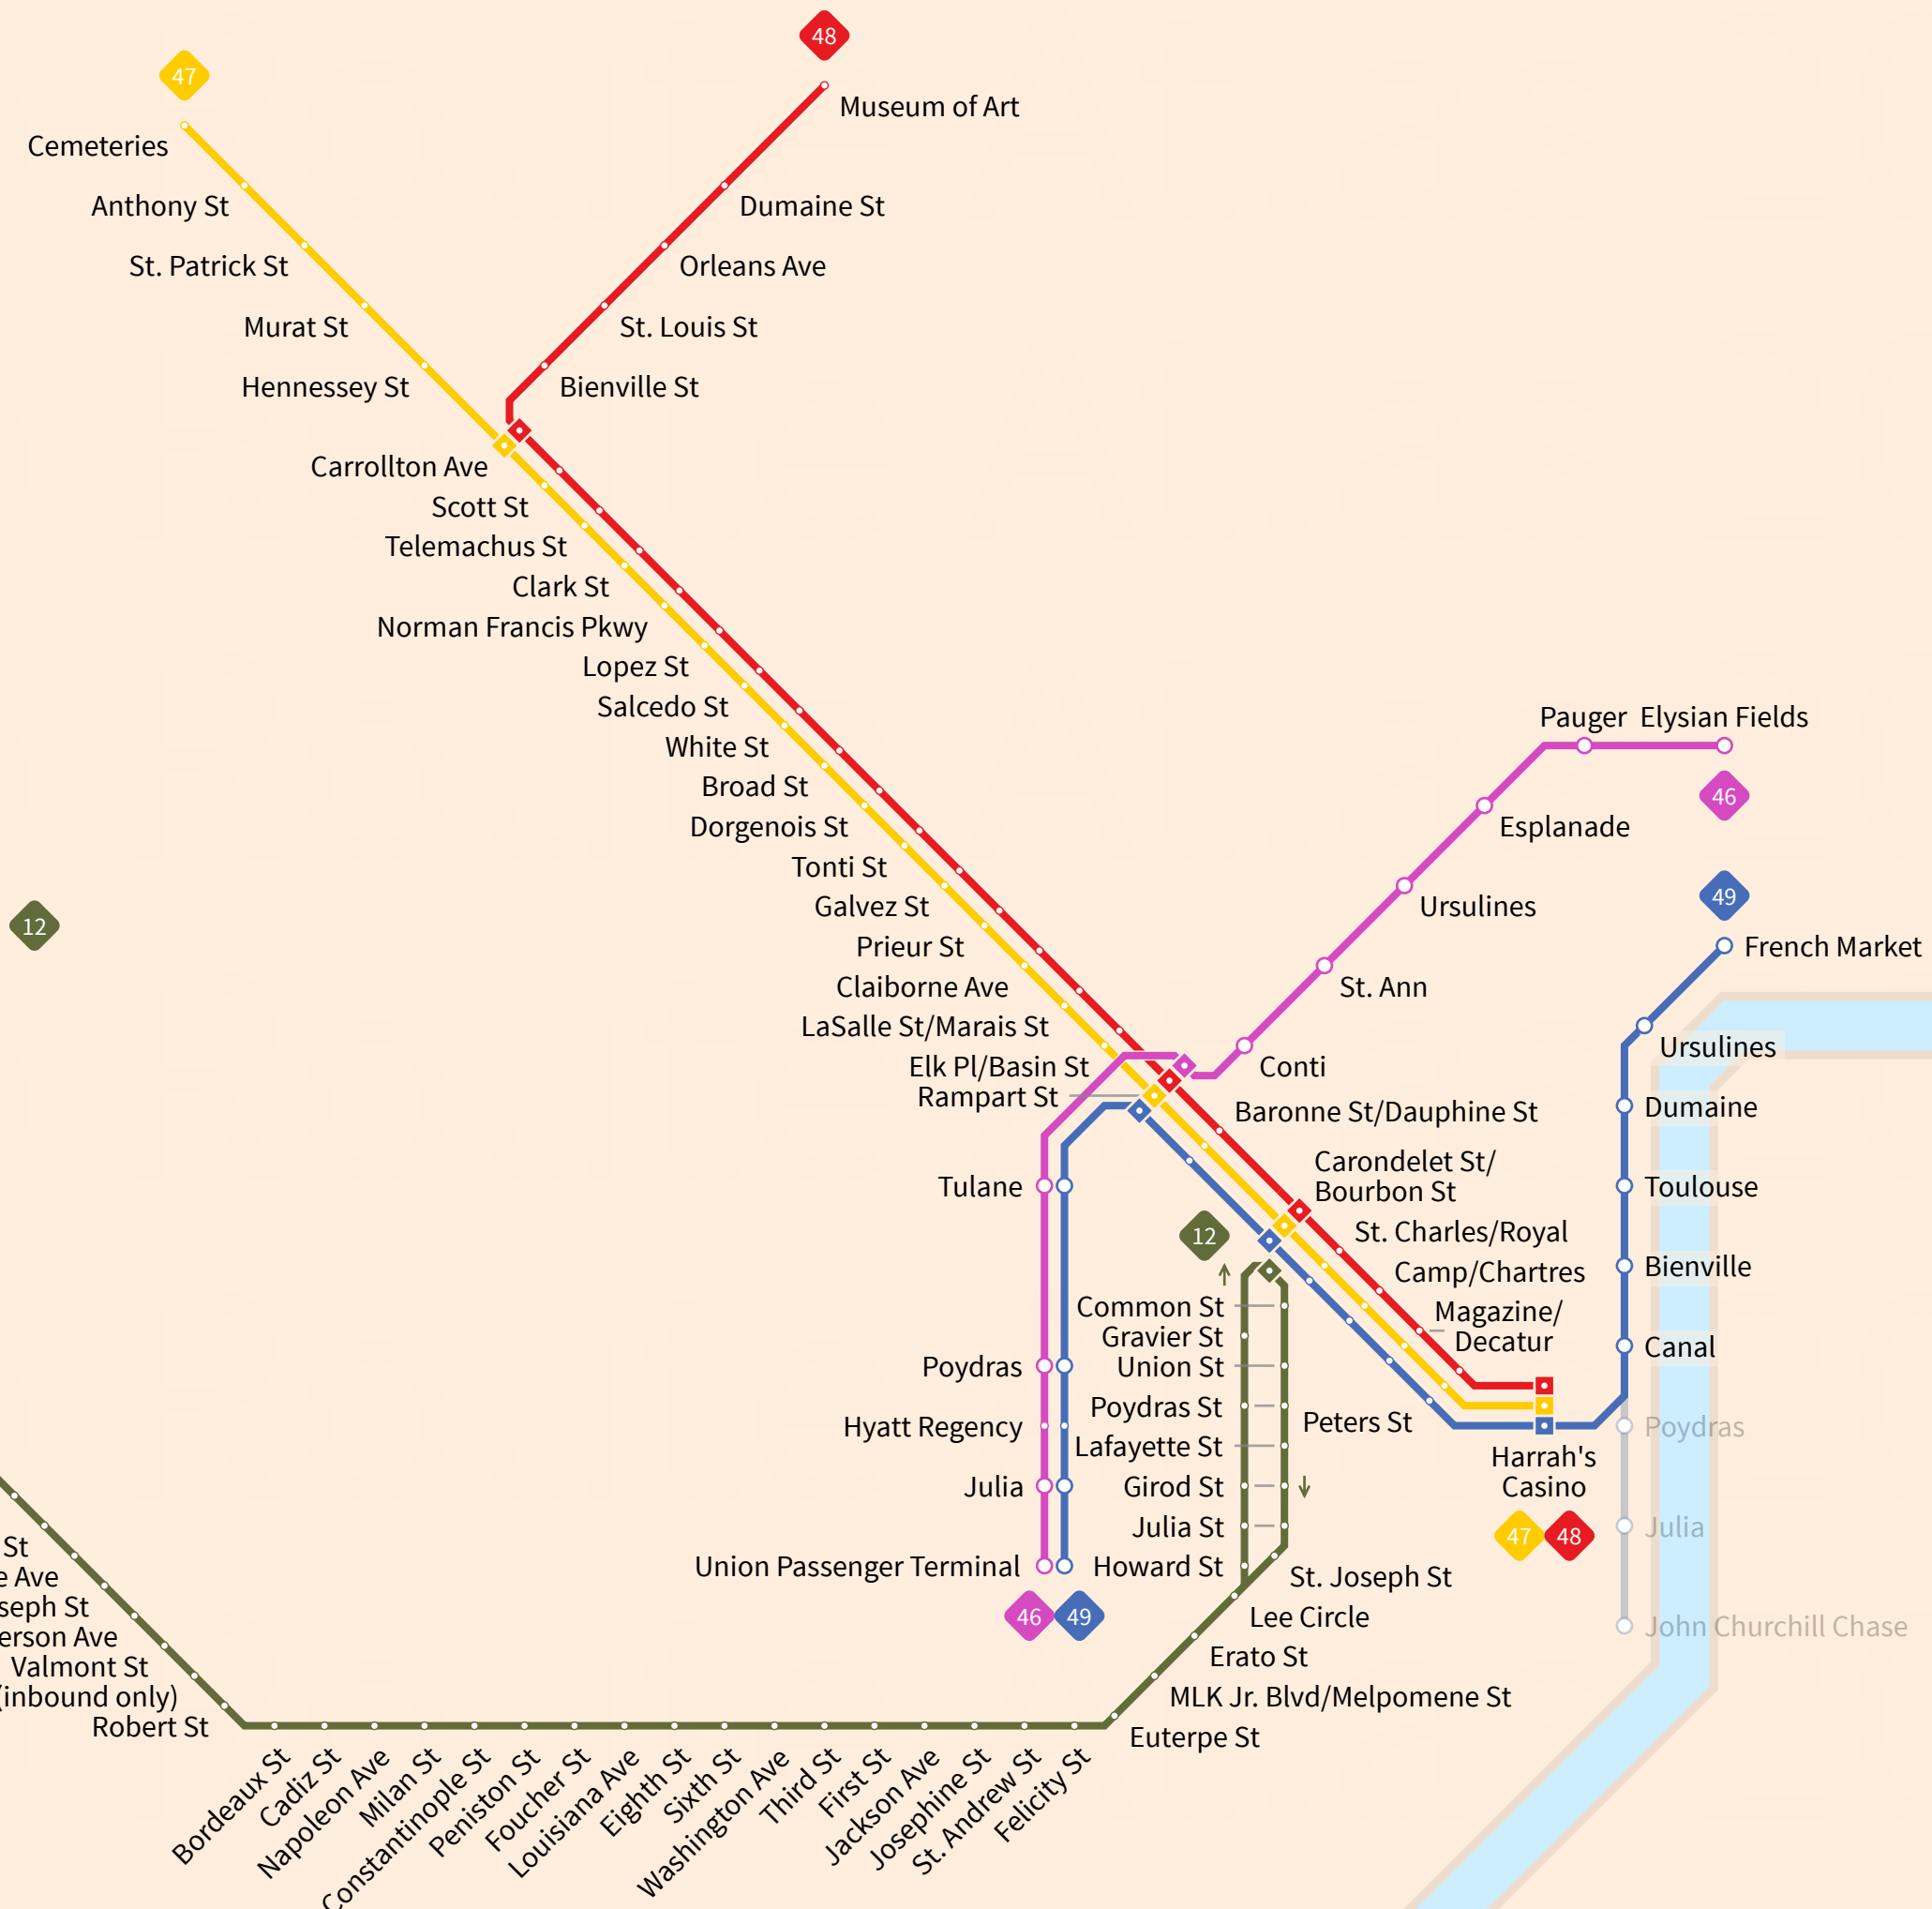 48
47
Museum of Art
Cemeteries
Anthony St
Dumaine St
St. Patrick St
Orleans Ave
Murat St
St. Louis St
Hennessey St
Bienville St
Carrollton Ave
Scott St
Telemachus St
Clark St
Norman Francis Pkwy
Lopez St
Salcedo St
White St
Broad St
Dorgenois St
Tonti St
Galvez St
Prieur St
Claiborne Ave
LaSalle St/Marais St
Elk Pl/Basin St
Rampart St
Pauger
Elysian Fields
46
Esplanade
Ursulines
St. Ann
Conti
49
French Market
Ursulines
Dumaine
Toulouse
Bienville
Canal
Poydras
Julia
John Churchill Chase
12
Baronne St/Dauphine St
Carondelet St/
Bourbon St
St. Charles/Royal
Camp/Chartres
Magazine/
Decatur
Peters St
Harrah's
Casino
47
48
Tulane
Poydras
Hyatt Regency
Julia
Union Passenger Terminal
46
49
12
Common St
Gravier St
Union St
Poydras St
Lafayette St
Girod St
Julia St
Howard St
St. Joseph St
Lee Circle
Erato St
MLK Jr. Blvd/Melpomene St
Euterpe St
St
e Ave
seph St
erson Ave
Valmont St
(inbound only)
Robert St
Bordeaux St
Cadiz St
Napoleon Ave
Milan St
Constantinople St
Peniston St
Foucher St
Louisiana Ave
Eighth St
Sixth St
Washington Ave
Third St
First St
Jackson Ave
Josephine St
St. Andrew St
Felicity St